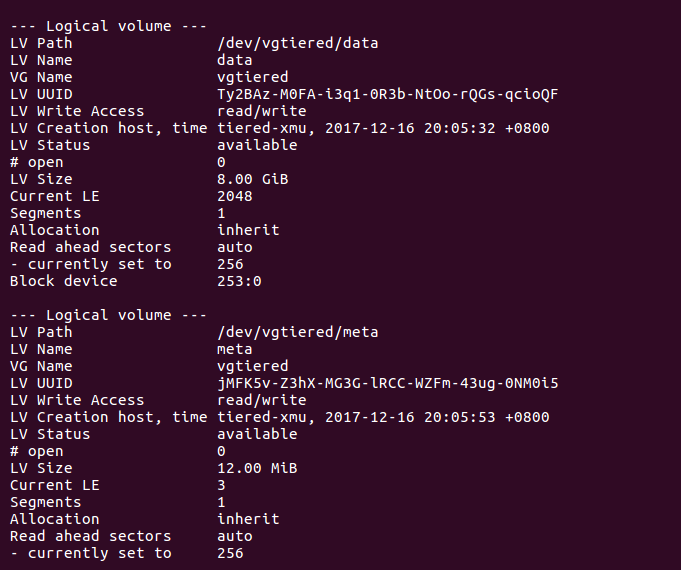 --- Logical volume ---
LV Path                /dev/vgtiered/data
LV Name                data
VG Name                vgtiered
LV UUID                Ty2BAz-M0FA-i3q1-0R3b-NtOo-rQGs-qcioQF
LV Write Access        read/write
LV Creation host, time tiered-xmu, 2017-12-16 20:05:32 +0800
LV Status              available
# open                 0
LV Size                8.00 GiB
Current LE             2048
Segments               1
Allocation             inherit
Read ahead sectors     auto
- currently set to     256
Block device           253:0
--- Logical volume ---
LV Path                /dev/vgtiered/meta
LV Name                meta
VG Name                vgtiered
LV UUID                jMFK5v-Z3hX-MG3G-lRCC-WZFm-43ug-0NM0i5
LV Write Access        read/write
LV Creation host, time tiered-xmu, 2017-12-16 20:05:53 +0800
LV Status              available
# open                 0
LV Size                12.00 MiB
Current LE             3
Segments               1
Allocation             inherit
Read ahead sectors     auto
- currently set to     256